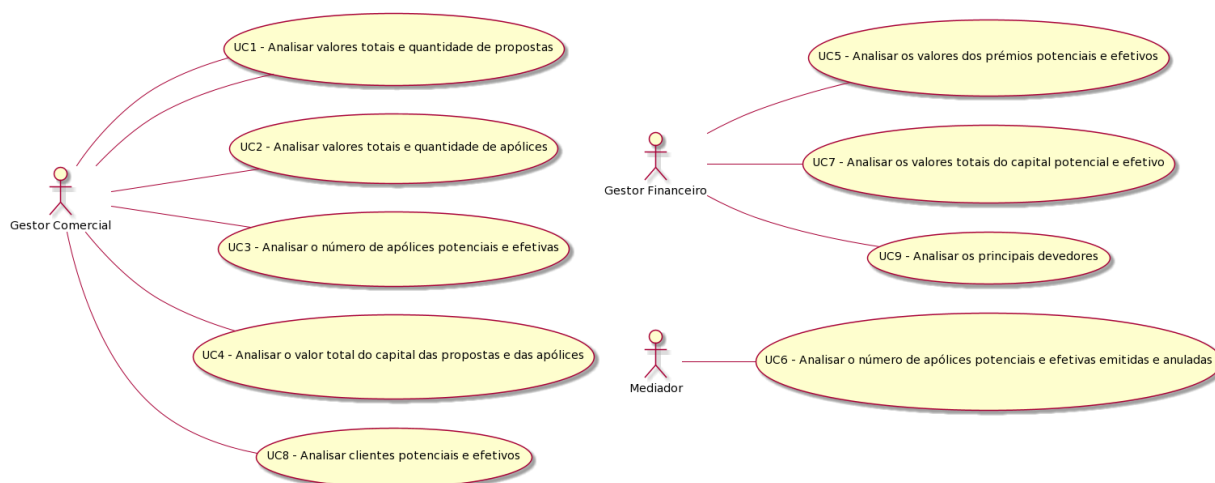 UC1 - Analisar valores totais e quantidade de propostas
UC2 - Analisar valores totais e quantidade de apólices
Gestor Comercial
UC3 - Analisar o número de apólices potenciais e efetivas
UC4 - Analisar o valor total do capital das propostas e das apólices
UC8 - Analisar clientes potenciais e efetivos
UC5 - Analisar os valores dos prémios potenciais e efetivos
UC7 - Analisar os valores totais do capital potencial e efetivo
Gestor Financeiro
UC9 - Analisar os principais devedores
UC6 - Analisar o número de apólices potenciais e efetivas emitidas e anuladas
Mediador